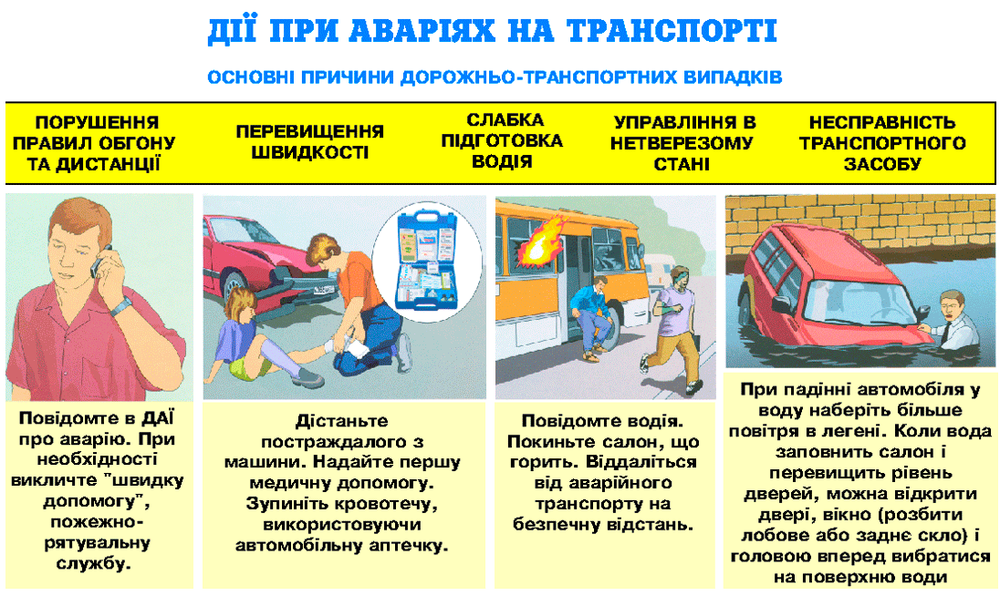 ДІЇ ПРИ АВАРІЯХ НА ТРАНСПОРТІ
ОСНОВНІ ПРИЧИНИ ДОРОЖНЬО-ТРАНСПОРТНИХ ВИПАДКІВ
ПОРУШЕННЯ
ПРАВИЛ ОБГОНУ
ТА ДИСТАНЦІЇ
ПЕРЕВИЩЕННЯ
ШВИДКОСТІ
СЛАБКА
ПІДГОТОВКА
ВОДІЯ
УПРАВЛІННЯ В
НЕТВЕРЕЗОМУ
СТАНІ
НЕСПРАВНІСТЬ
ТРАНСПОРТНОГО
ЗАСОБУ
Повідомте в ДАЇ
про аварію. При
необхідності
викличте "швидку
допомогу",
пожежно-
рятувальну
службу.
Дістаньте
постраждалого з
машини. Надайте першу
медичну допомогу.
Зупиніть кровотечу,
використовуючи
автомобільну аптечку.
Повідомте водія.
Покиньте салон, що
горить. Віддаліться
від аварійного
транспорту на
безпечну відстань.
При падінні автомобіля у
воду наберіть більше
повітря в легені. Коли вода
заповнить салон і
перевищить рівень
дверей, можна відкрити
двері, вікно (розбити
лобове або заднє скло) і
головою вперед вибратися
на поверхню води